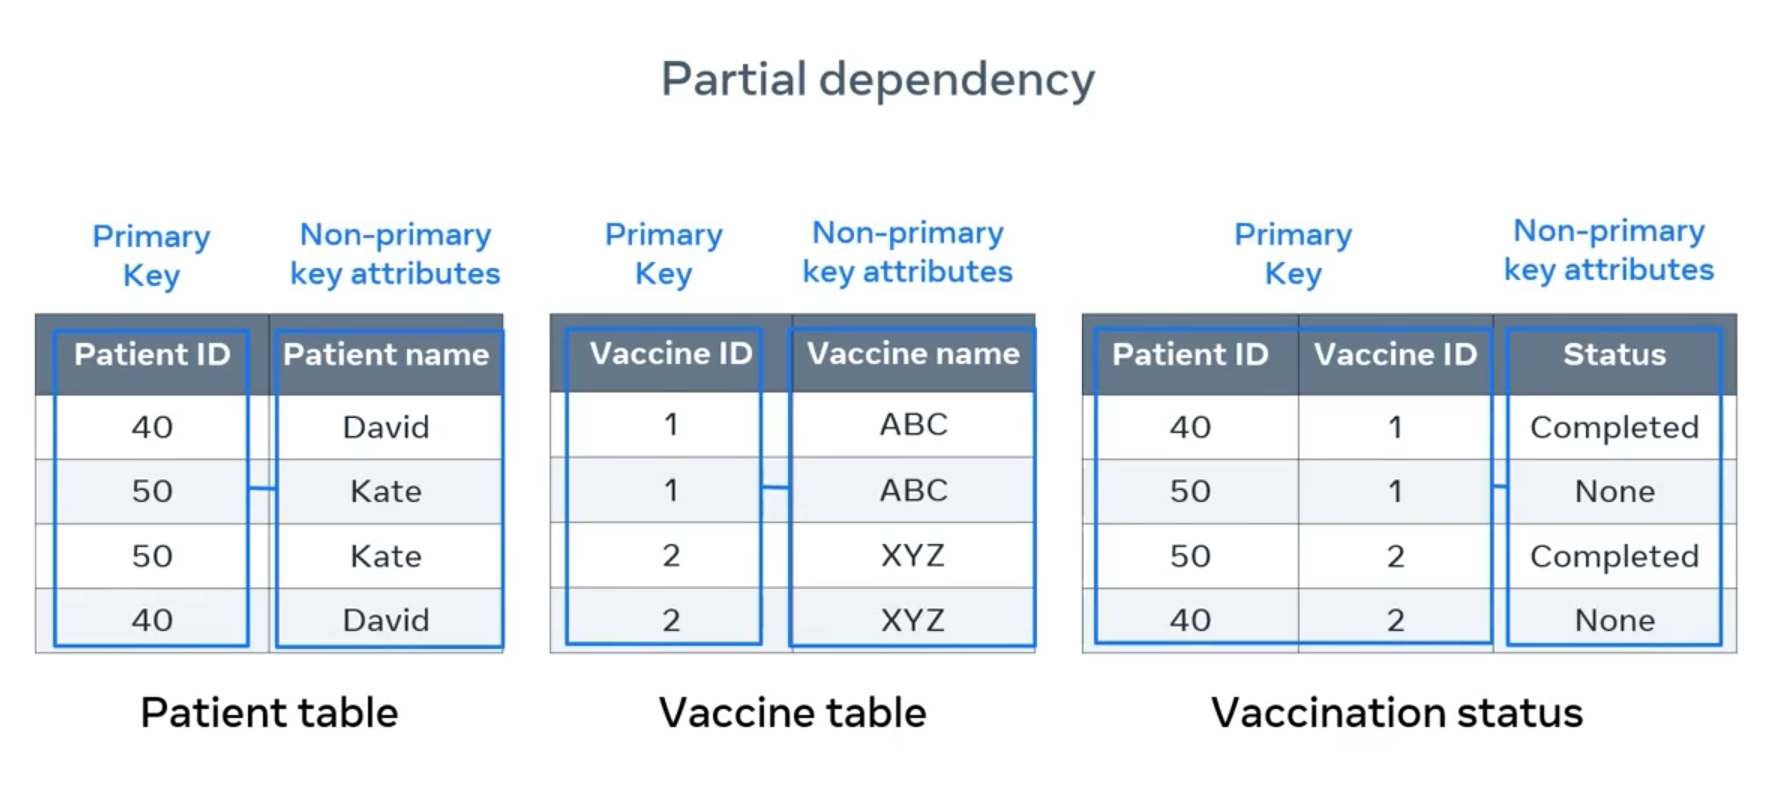 Partial dependency
Primary
Key
Non-primary
key attributes
Patient ID Patient name
40 David
50 Kate
50 Kate
40 David
Patient table
Primary
Key
Non-primary
key attributes
Vaccine ID Vaccine name
1 ABC
1 ABC
2 XYZ
2 XYZ
Vaccine table
Primary
Key
Non-primary
key attributes
Patient ID Vaccine ID Status
40 1 Completed
50 1 None
50 2 Completed
40 2 None
Vaccination status